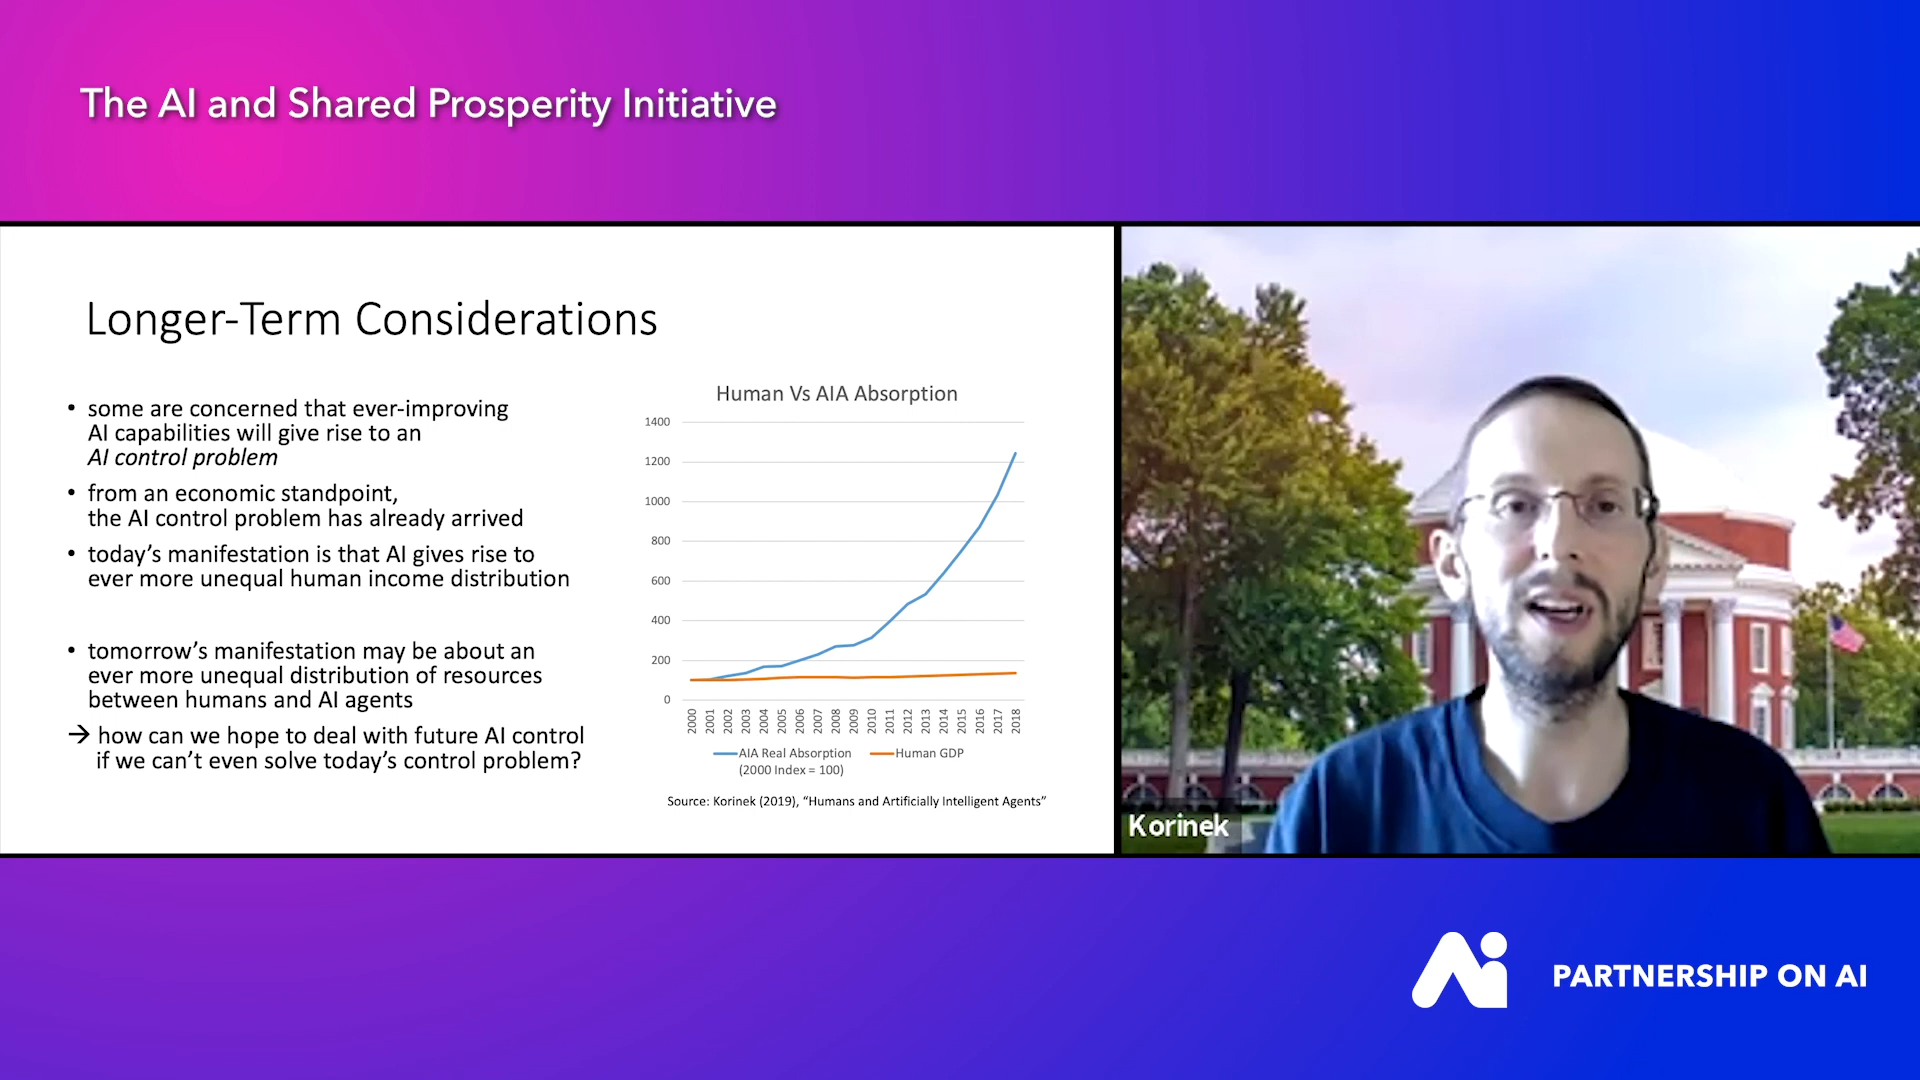 The AI and Shared Prosperity Initiative
Longer-Term Considerations
• some are concerned that ever-improving
AI capabilities will give rise to an
AI control problem
• from an economic standpoint,
the AI control problem has already arrived
• today's manifestation is that AI gives rise to
ever more unequal human income distribution
• tomorrow's manifestation may be about an
ever more unequal distribution of resources
between humans and AI agents
→ how can we hope to deal with future AI control
if we can't even solve today's control problem?
Human Vs AIA Absorption
1400
1200
1000
800
600
400
200
0
2000
2001
2002
2003
2004
2005
2006
2007
2008
2009
2010
2011
2012
2013
2014
2015
2016
2017
2018
AIA Real Absorption
(2000 Index = 100)
Human GDP
Source: Korinek (2019), “Humans and Artificially Intelligent Agents”
Korinek
Ai
PARTNERSHIP ON AI